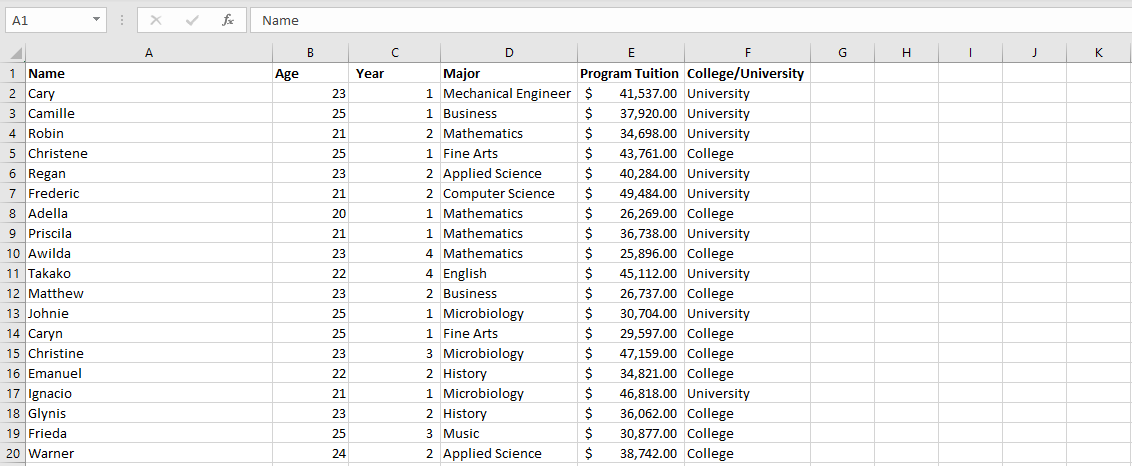 A1 fx Name
A B C D E F G H I J K
1 Name Age Year Major Program Tuition College/University
2 Cary 23 1 Mechanical Engineer $ 41,537.00 University
3 Camille 25 1 Business $ 37,920.00 University
4 Robin 21 2 Mathematics $ 34,698.00 University
5 Christene 25 1 Fine Arts $ 43,761.00 College
6 Regan 23 2 Applied Science $ 40,284.00 University
7 Frederic 21 2 Computer Science $ 49,484.00 University
8 Adella 20 1 Mathematics $ 26,269.00 College
9 Priscila 21 1 Mathematics $ 36,738.00 University
10 Awilda 23 4 Mathematics $ 25,896.00 College
11 Takako 22 4 English $ 45,112.00 University
12 Matthew 23 2 Business $ 26,737.00 College
13 Johnie 25 1 Microbiology $ 30,704.00 University
14 Caryn 25 1 Fine Arts $ 29,597.00 College
15 Christine 23 3 Microbiology $ 47,159.00 College
16 Emanuel 22 2 History $ 34,821.00 College
17 Ignacio 21 1 Microbiology $ 46,818.00 University
18 Glynis 23 2 History $ 36,062.00 College
19 Frieda 25 3 Music $ 30,877.00 College
20 Warner 24 2 Applied Science $ 38,742.00 College